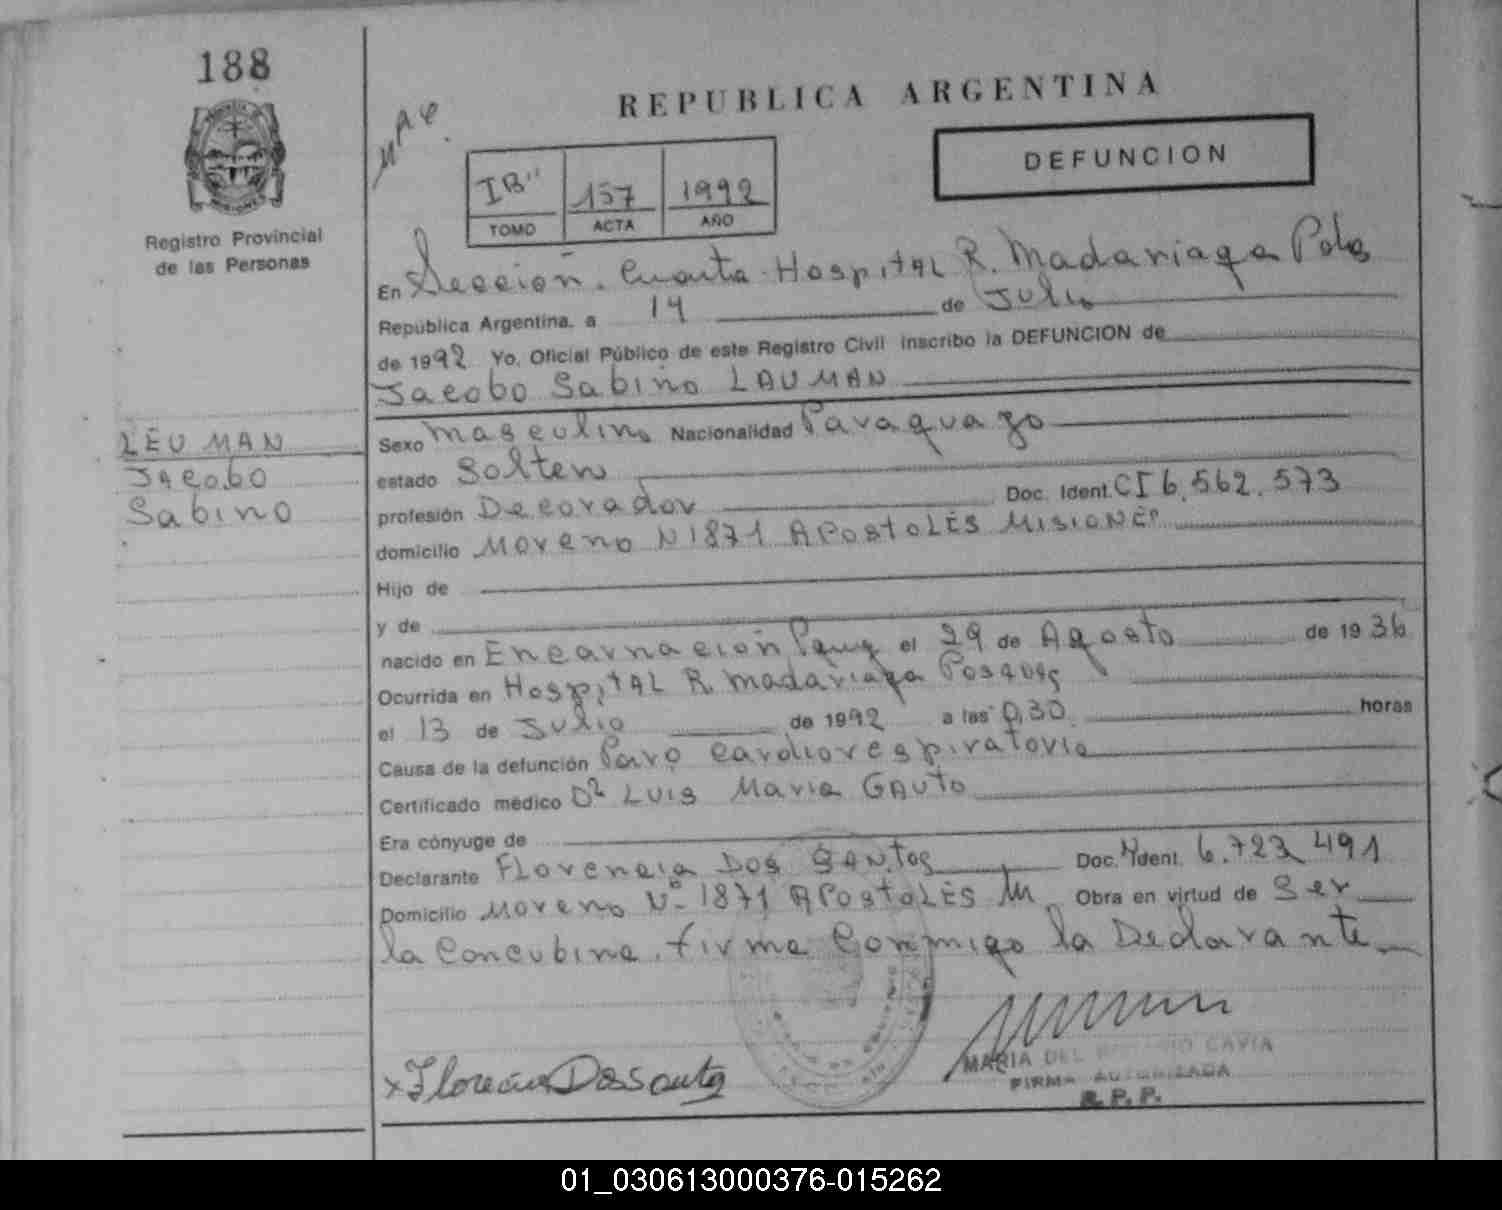 188
Registro Provincial
de las Personas
REPUBLICA ARGENTINA
DEFUNCION
IB" 157 1992
TOMO ACTA AÑO
En Sección Cuarta Hospital R. Madariaga Pdas
República Argentina, a 14 de Julio
de 1992 Yo, Oficial Público de este Registro Civil inscribo la DEFUNCION de
Jacobo Sabino LAUMAN
LEUMAN
Jacobo
Sabino
Sexo Masculino Nacionalidad Paraguayo
estado Soltero
profesión Decorador Doc. Ident. CI 6.562.573
domicilio Moreno N 1871 APostoLES MISIONES
Hijo de
y de
nacido en Encarnación el 29 de Agosto de 1936
Ocurrida en HospitAL R. Madariaga Posadas
el 13 de Julio de 1992 a las 0,30 horas
Causa de la defunción Paro cardiorespiratorio
Certificado médico Dr LUIS Maria GAUto
Era cónyuge de
Declarante FLorencia DOS SANtos Doc. Ident. 6.723.491
Domicilio Moreno Nº 1871 APostoLES M Obra en virtud de Ser
la Concubina. firma Conmigo la Declarante
x Florencia Dos Santos
MARIA DEL ROSARIO CAVIA
FIRMA AUTORIZADA
R. P. P.
01_030613000376-015262